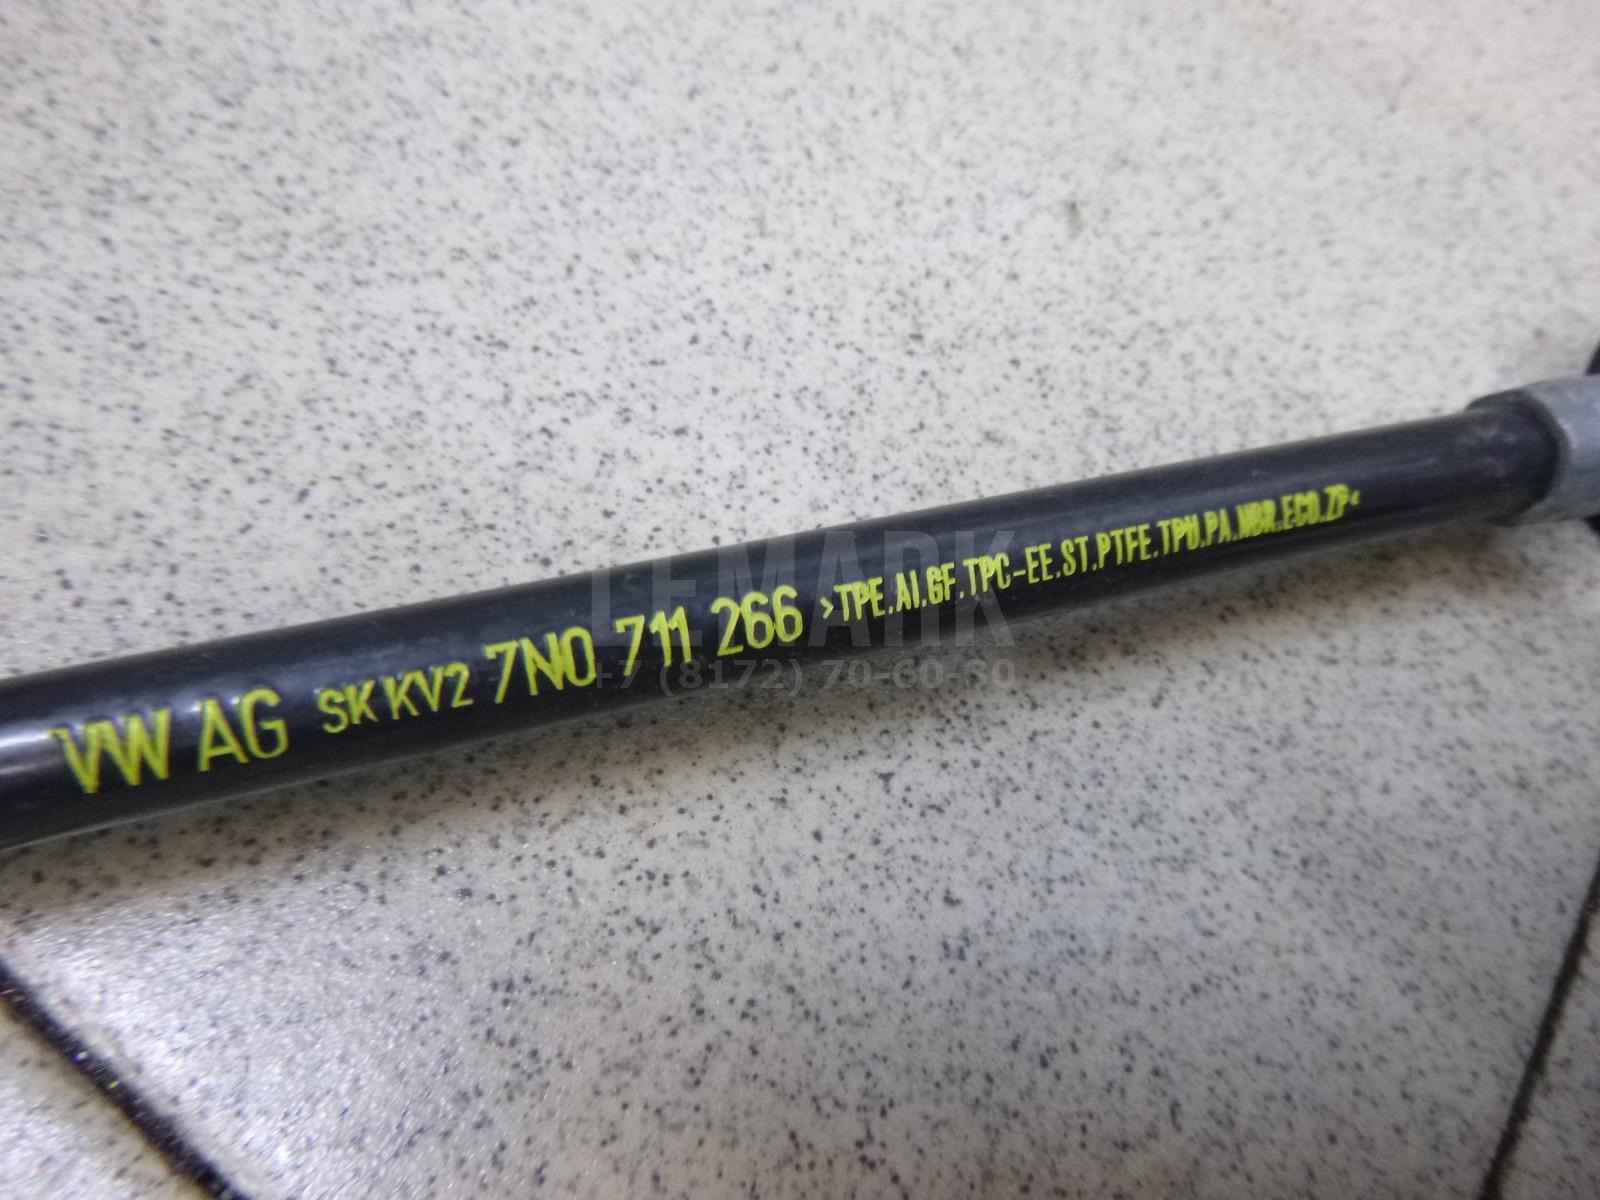 VW AG SK KV2 7N0 711 266 >TPE.AI.GF.TPC-EE.ST.PTFE.TPU.PA.NBR.ECO.ZP<
LEMARK
+7 (8172) 70-60-30